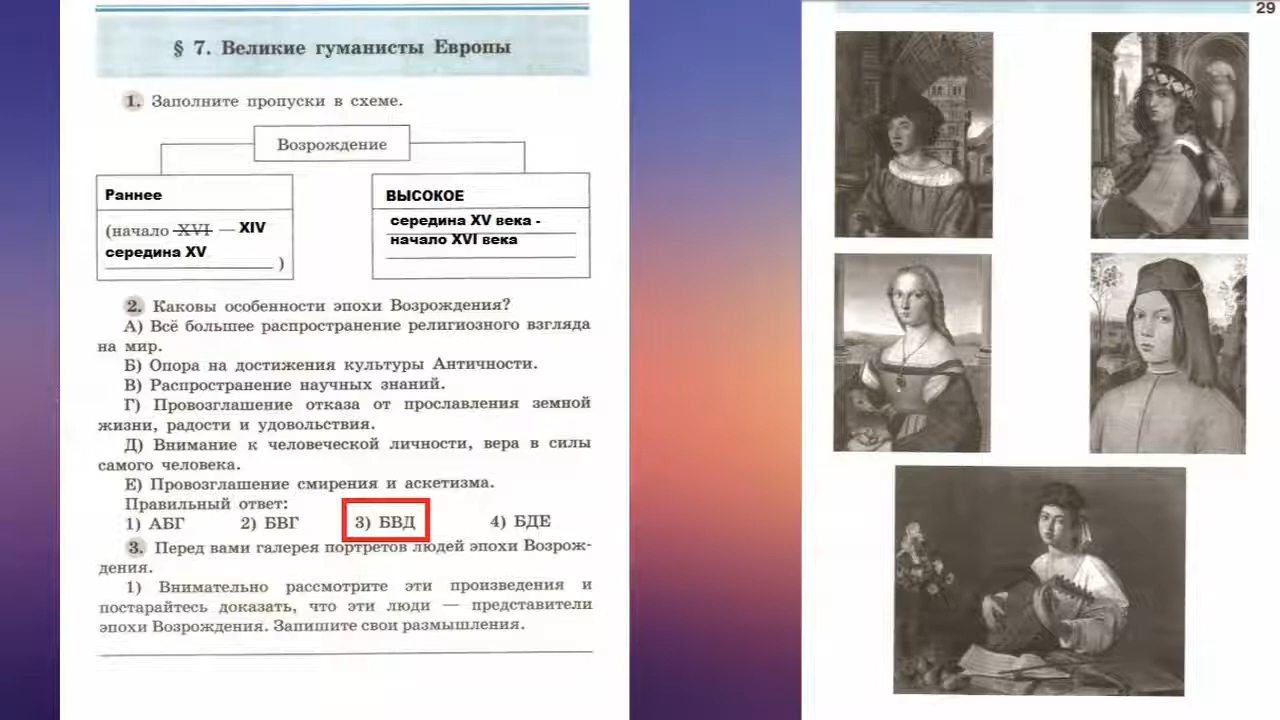 § 7. Великие гуманисты Европы
1. Заполните пропуски в схеме.
Возрождение
Раннее
(начало XVI — XIV
середина XV
)
ВЫСОКОЕ
середина XV века -
начало XVI века
2. Каковы особенности эпохи Возрождения?
А) Всё большее распространение религиозного взгляда
на мир.
Б) Опора на достижения культуры Античности.
В) Распространение научных знаний.
Г) Провозглашение отказа от прославления земной
жизни, радости и удовольствия.
Д) Внимание к человеческой личности, вера в силы
самого человека.
Е) Провозглашение смирения и аскетизма.
Правильный ответ:
1) АБГ 2) БВГ 3) БВД 4) БДЕ
3. Перед вами галерея портретов людей эпохи Возрож-
дения.
1) Внимательно рассмотрите эти произведения и
постарайтесь доказать, что эти люди — представители
эпохи Возрождения. Запишите свои размышления.
29